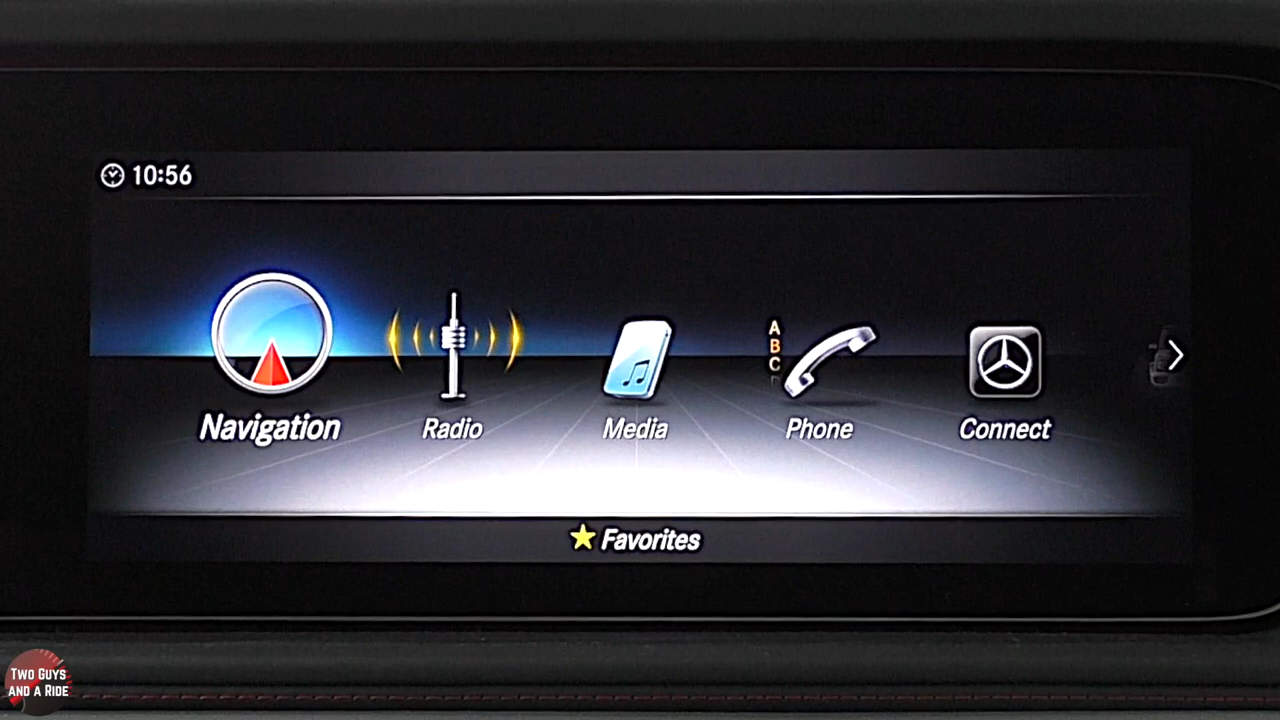 10:56
Navigation
Radio
Media
A
B
C
Phone
Connect
Favorites
TWO GUYS
AND A RIDE